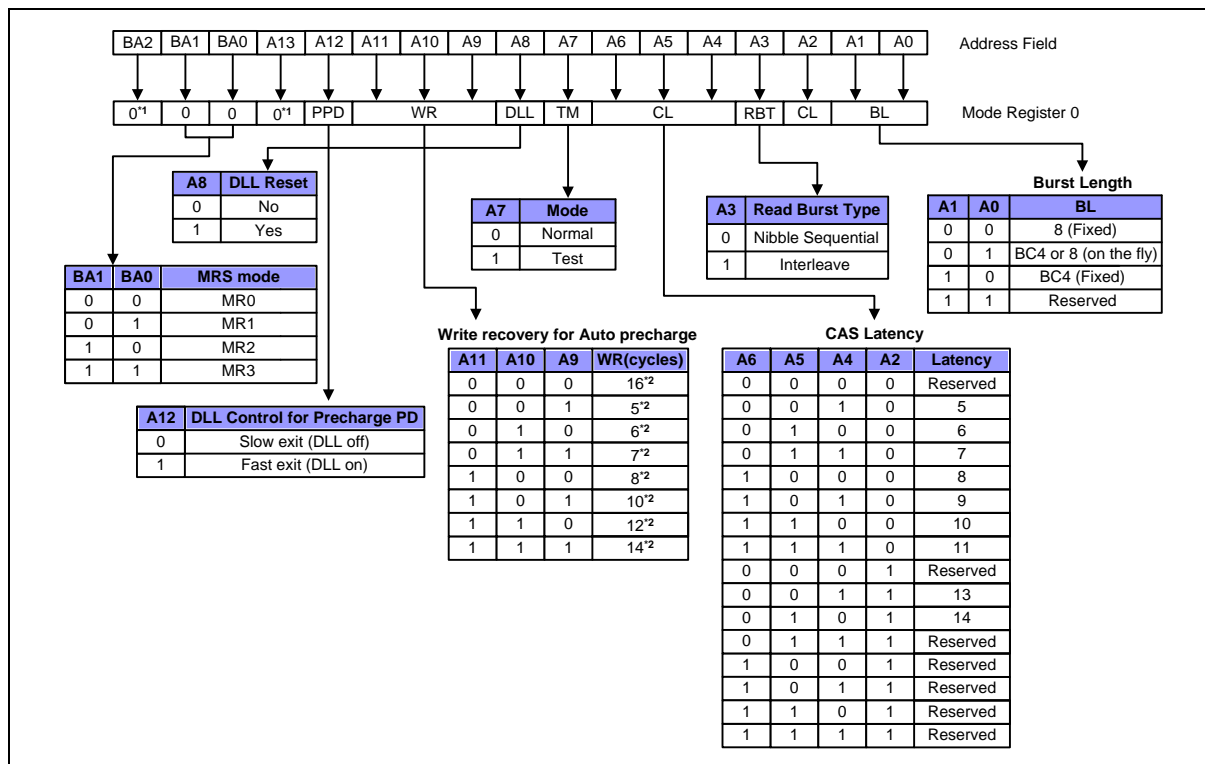 BA2 BA1 BA0 A13 A12 A11 A10 A9 A8 A7 A6 A5 A4 A3 A2 A1 A0 Address Field
0*1 0 0 0*1 PPD WR DLL TM CL RBT CL BL Mode Register 0
A8 DLL Reset
0 No
1 Yes
BA1 BA0 MRS mode
0 0 MR0
0 1 MR1
1 0 MR2
1 1 MR3
A12 DLL Control for Precharge PD
0 Slow exit (DLL off)
1 Fast exit (DLL on)
A7 Mode
0 Normal
1 Test
Write recovery for Auto precharge
A11 A10 A9 WR(cycles)
0 0 0 16*2
0 0 1 5*2
0 1 0 6*2
0 1 1 7*2
1 0 0 8*2
1 0 1 10*2
1 1 0 12*2
1 1 1 14*2
A3 Read Burst Type
0 Nibble Sequential
1 Interleave
Burst Length
A1 A0 BL
0 0 8 (Fixed)
0 1 BC4 or 8 (on the fly)
1 0 BC4 (Fixed)
1 1 Reserved
CAS Latency
A6 A5 A4 A2 Latency
0 0 0 0 Reserved
0 0 1 0 5
0 1 0 0 6
0 1 1 0 7
1 0 0 0 8
1 0 1 0 9
1 1 0 0 10
1 1 1 0 11
0 0 0 1 Reserved
0 0 1 1 13
0 1 0 1 14
0 1 1 1 Reserved
1 0 0 1 Reserved
1 0 1 1 Reserved
1 1 0 1 Reserved
1 1 1 1 Reserved